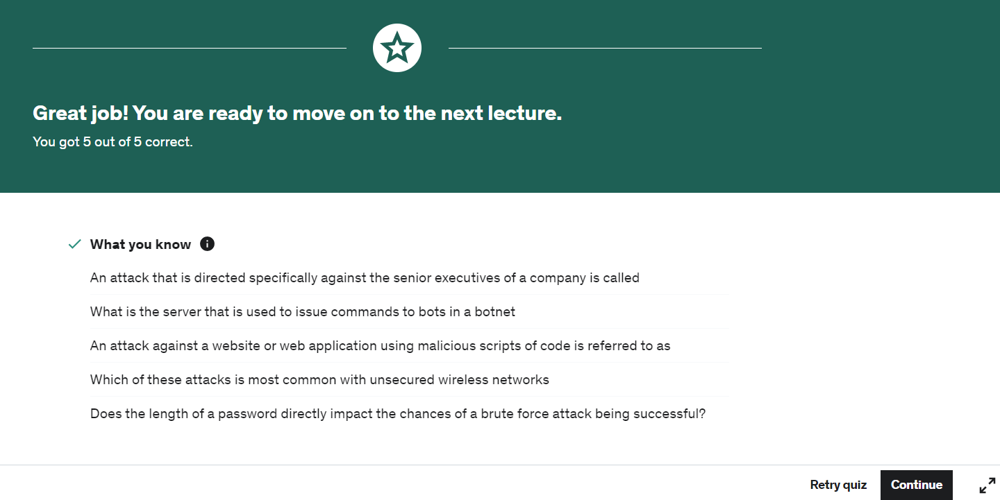 Great job! You are ready to move on to the next lecture.
You got 5 out of 5 correct.
What you know
An attack that is directed specifically against the senior executives of a company is called
What is the server that is used to issue commands to bots in a botnet
An attack against a website or web application using malicious scripts of code is referred to as
Which of these attacks is most common with unsecured wireless networks
Does the length of a password directly impact the chances of a brute force attack being successful?
Retry quiz
Continue